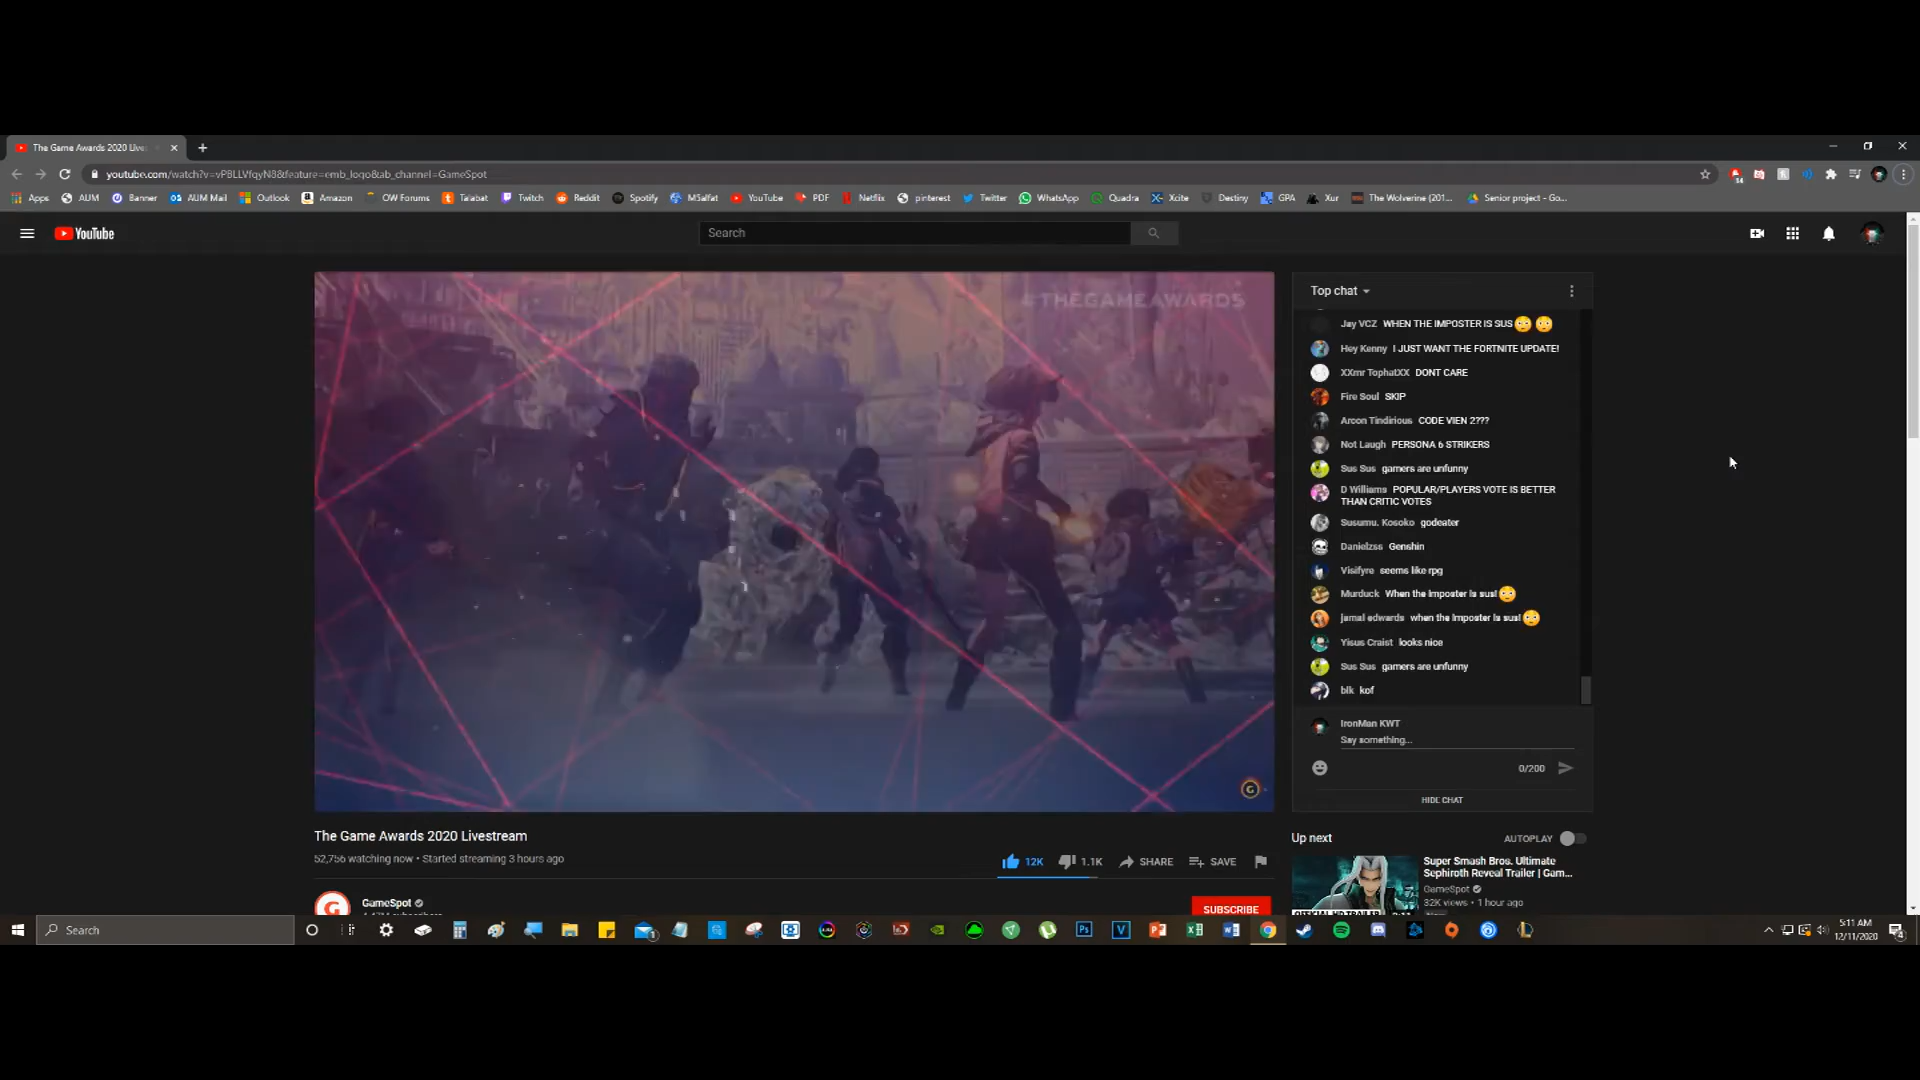 The Game Awards 2020 Live
youtube.com/watch?v=vPBLLVfqyN8&feature=emb_logo&ab_channel=GameSpot
Apps AUM Banner AUM Mail Outlook Amazon OW Forums Talabat Twitch Reddit Spotify M5alfat YouTube PDF Netflix pinterest Twitter WhatsApp Quadra Xcite Destiny GPA Xur The Wolverine (201... Senior project - Go...
YouTube
Search
#THEGAMEAWARDS
Top chat
Jay VCZ WHEN THE IMPOSTER IS SUS😳 😳
Hey Kenny I JUST WANT THE FORTNITE UPDATE!
XXmr TophatXX DONT CARE
Fire Soul SKIP
Arcon Tindirious CODE VIEN 2????
Not Laugh PERSONA 6 STRIKERS
Sus Sus gamers are unfunny
D Williams POPULAR/PLAYERS VOTE IS BETTER
THAN CRITIC VOTES
Susumu. Kosoko godeater
Danielzss Genshin
Visifyre seems like rpg
Murduck When the Imposter is sus!😳
jamal edwards when the Imposter is sus!😳
Yisus Craist looks nice
Sus Sus gamers are unfunny
blk kof
IronMan KWT
Say something...
0/200
HIDE CHAT
The Game Awards 2020 Livestream
52,756 watching now • Started streaming 3 hours ago
12K 1.1K SHARE SAVE
GameSpot
SUBSCRIBE
Up next
AUTOPLAY
Super Smash Bros. Ultimate
Sephiroth Reveal Trailer | Gam...
GameSpot
32K views • 1 hour ago
Search
5:11 AM
12/11/2020